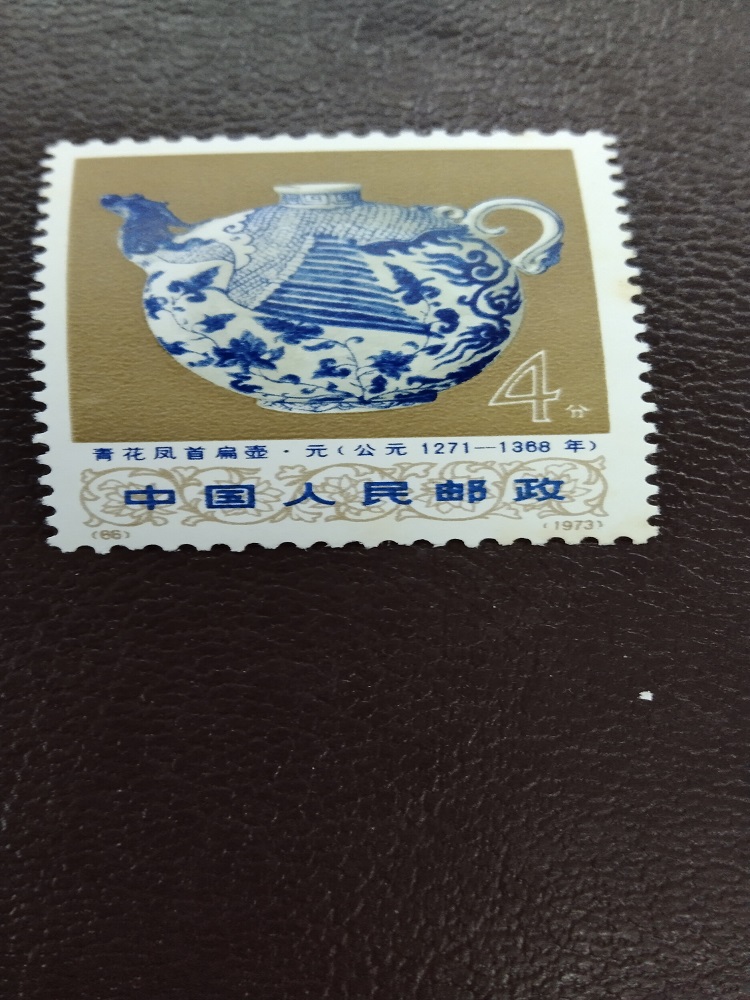 4分
青花凤首扁壶·元(公元 1271—1368 年)
中国人民邮政
(66) (1973)